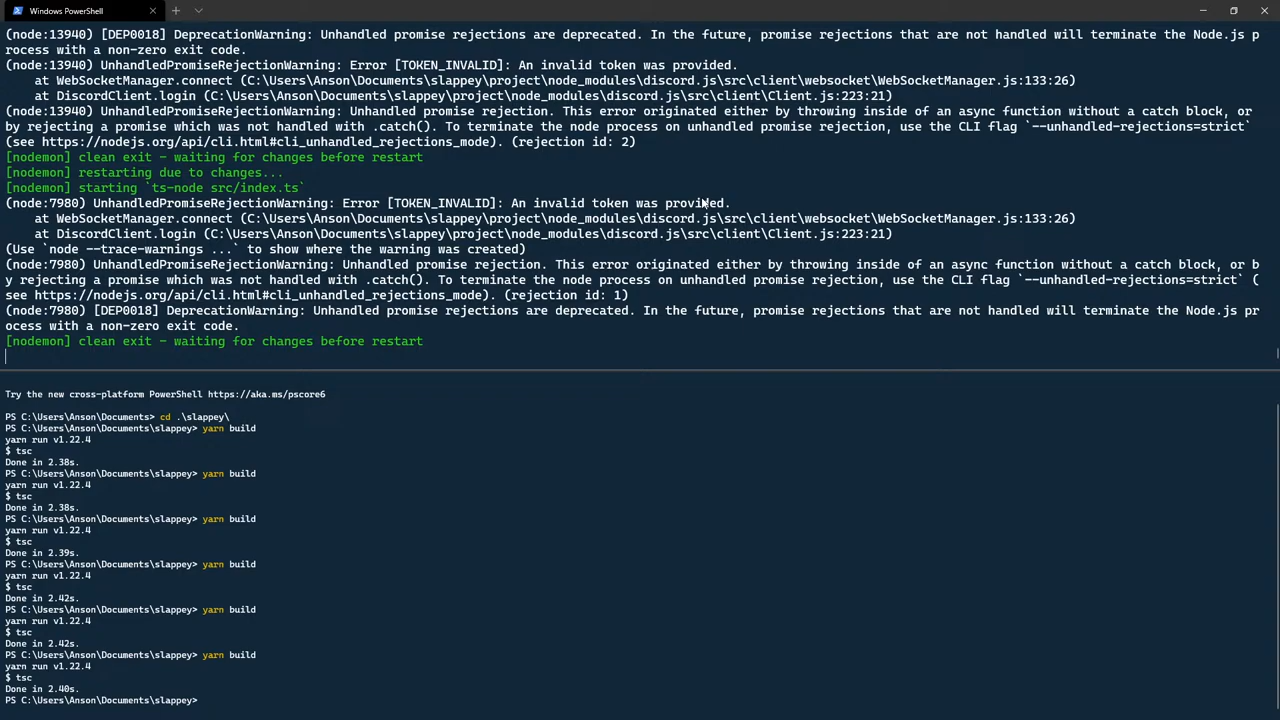 Windows PowerShell
(node:13940) [DEP0018] DeprecationWarning: Unhandled promise rejections are deprecated. In the future, promise rejections that are not handled will terminate the Node.js p
rocess with a non-zero exit code.
(node:13940) UnhandledPromiseRejectionWarning: Error [TOKEN_INVALID]: An invalid token was provided.
at WebSocketManager.connect (C:\Users\Anson\Documents\slappey\project\node_modules\discord.js\src\client\websocket\WebSocketManager.js:133:26)
at DiscordClient.login (C:\Users\Anson\Documents\slappey\project\node_modules\discord.js\src\client\Client.js:223:21)
(node:13940) UnhandledPromiseRejectionWarning: Unhandled promise rejection. This error originated either by throwing inside of an async function without a catch block, or
by rejecting a promise which was not handled with .catch(). To terminate the node process on unhandled promise rejection, use the CLI flag `--unhandled-rejections=strict`
(see https://nodejs.org/api/cli.html#cli_unhandled_rejections_mode). (rejection id: 2)
[nodemon] clean exit - waiting for changes before restart
[nodemon] restarting due to changes...
[nodemon] starting `ts-node src/index.ts`
(node:7980) UnhandledPromiseRejectionWarning: Error [TOKEN_INVALID]: An invalid token was provided.
at WebSocketManager.connect (C:\Users\Anson\Documents\slappey\project\node_modules\discord.js\src\client\websocket\WebSocketManager.js:133:26)
at DiscordClient.login (C:\Users\Anson\Documents\slappey\project\node_modules\discord.js\src\client\Client.js:223:21)
(Use `node --trace-warnings ...` to show where the warning was created)
(node:7980) UnhandledPromiseRejectionWarning: Unhandled promise rejection. This error originated either by throwing inside of an async function without a catch block, or b
y rejecting a promise which was not handled with .catch(). To terminate the node process on unhandled promise rejection, use the CLI flag `--unhandled-rejections=strict` (
see https://nodejs.org/api/cli.html#cli_unhandled_rejections_mode). (rejection id: 1)
(node:7980) [DEP0018] DeprecationWarning: Unhandled promise rejections are deprecated. In the future, promise rejections that are not handled will terminate the Node.js pr
ocess with a non-zero exit code.
[nodemon] clean exit - waiting for changes before restart
Try the new cross-platform PowerShell https://aka.ms/pscore6
PS C:\Users\Anson\Documents> cd .\slappey\
PS C:\Users\Anson\Documents\slappey> yarn build
yarn run v1.22.4
$ tsc
Done in 2.38s.
PS C:\Users\Anson\Documents\slappey> yarn build
yarn run v1.22.4
$ tsc
Done in 2.38s.
PS C:\Users\Anson\Documents\slappey> yarn build
yarn run v1.22.4
$ tsc
Done in 2.39s.
PS C:\Users\Anson\Documents\slappey> yarn build
yarn run v1.22.4
$ tsc
Done in 2.42s.
PS C:\Users\Anson\Documents\slappey> yarn build
yarn run v1.22.4
$ tsc
Done in 2.42s.
PS C:\Users\Anson\Documents\slappey> yarn build
yarn run v1.22.4
$ tsc
Done in 2.40s.
PS C:\Users\Anson\Documents\slappey>